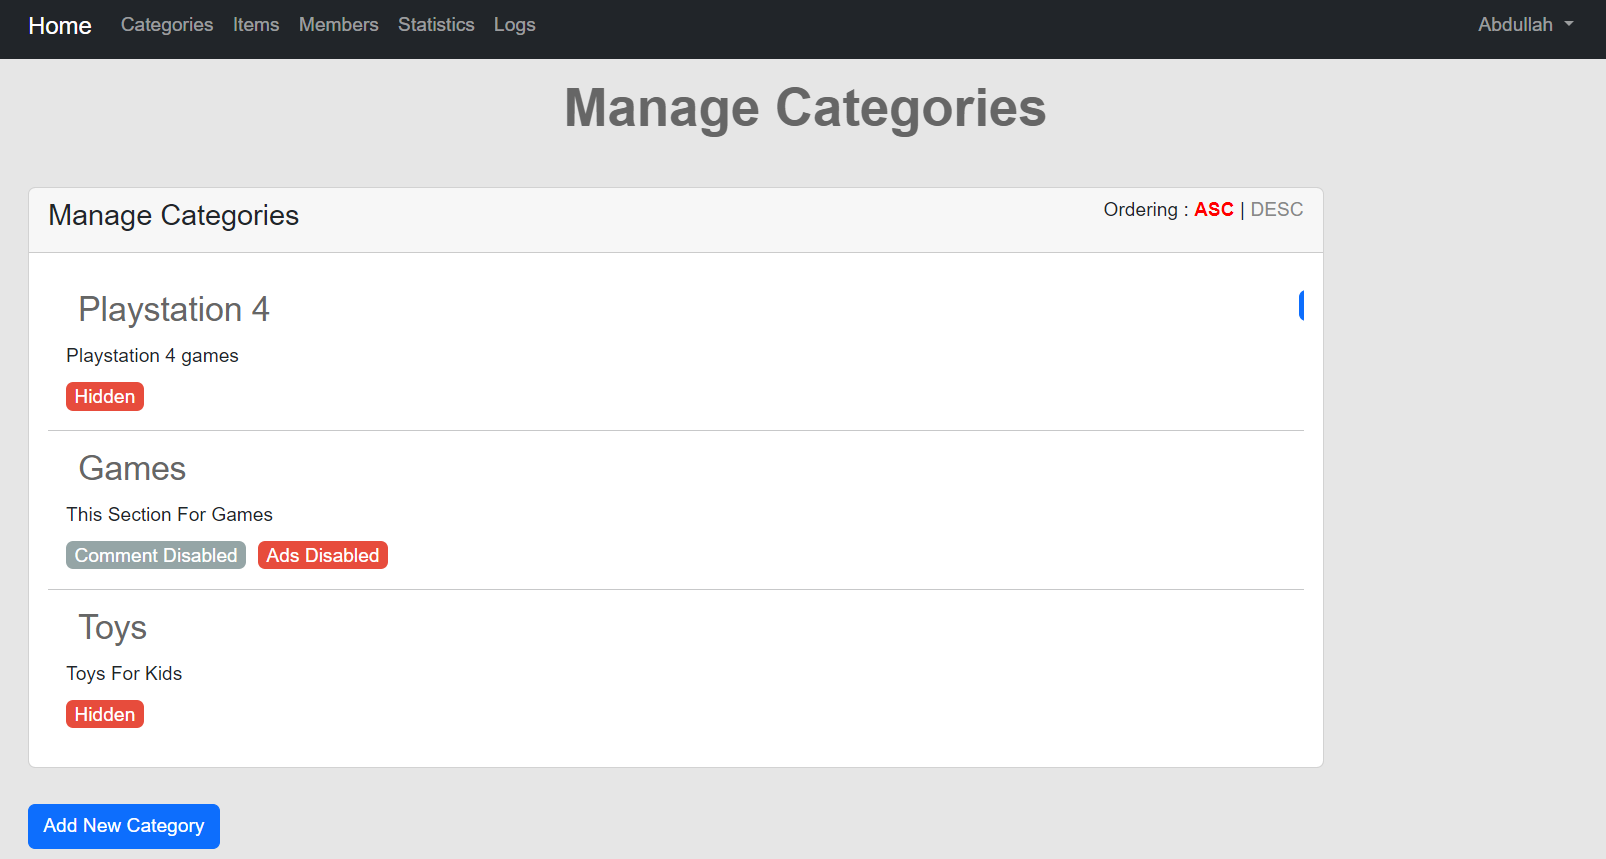 Home Categories Items Members Statistics Logs Abdullah
Manage Categories
Manage Categories Ordering : ASC | DESC
Playstation 4
Playstation 4 games
Hidden
Games
This Section For Games
Comment Disabled Ads Disabled
Toys
Toys For Kids
Hidden
Add New Category